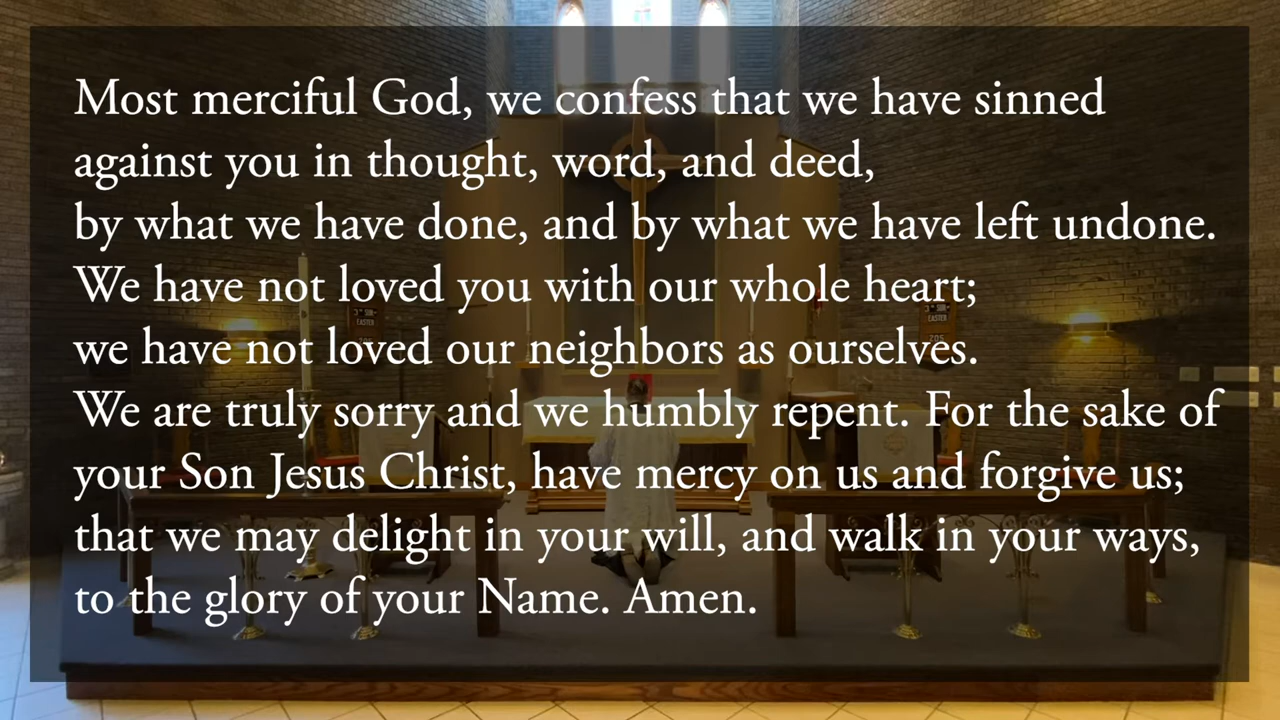 Most merciful God, we confess that we have sinned
against you in thought, word, and deed,
by what we have done, and by what we have left undone.
We have not loved you with our whole heart;
we have not loved our neighbors as ourselves.
We are truly sorry and we humbly repent. For the sake of
your Son Jesus Christ, have mercy on us and forgive us;
that we may delight in your will, and walk in your ways,
to the glory of your Name. Amen.
SUN
EASTER
205